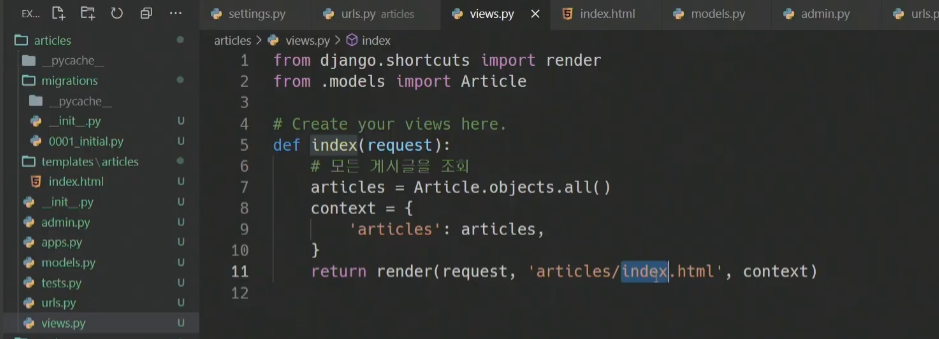 EX...
settings.py
urls.py articles
views.py
index.html
models.py
admin.py
urls.p
articles
__pycache__
migrations
__pycache__
__init__.py U
0001_initial.py U
templates\articles
index.html U
__init__.py U
admin.py U
apps.py U
models.py U
tests.py U
urls.py U
views.py U
articles > views.py > index
1 from django.shortcuts import render
2 from .models import Article
3
4 # Create your views here.
5 def index(request):
6 # 모든 게시글을 조회
7 articles = Article.objects.all()
8 context = {
9 'articles': articles,
10 }
11 return render(request, 'articles/index.html', context)
12